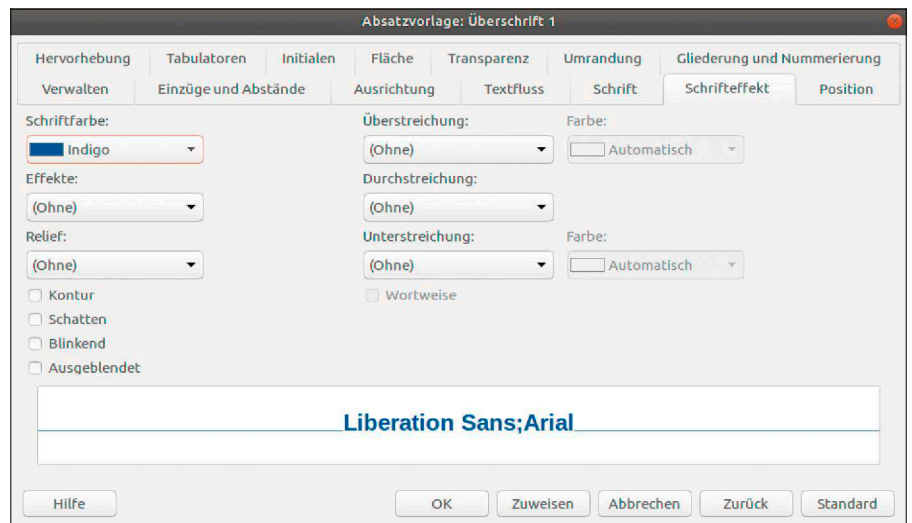 Absatzvorlage: Überschrift 1
Hervorhebung Tabulatoren Initialen Fläche Transparenz Umrandung Gliederung und Nummerierung
Verwalten Einzüge und Abstände Ausrichtung Textfluss Schrift Schrifteffekt Position
Schriftfarbe: Überstreichung: Farbe:
Indigo (Ohne) Automatisch
Effekte: Durchstreichung:
(Ohne) (Ohne)
Relief: Unterstreichung: Farbe:
(Ohne) (Ohne) Automatisch
Kontur Wortweise
Schatten
Blinkend
Ausgeblendet
Liberation Sans;Arial
Hilfe OK Zuweisen Abbrechen Zurück Standard